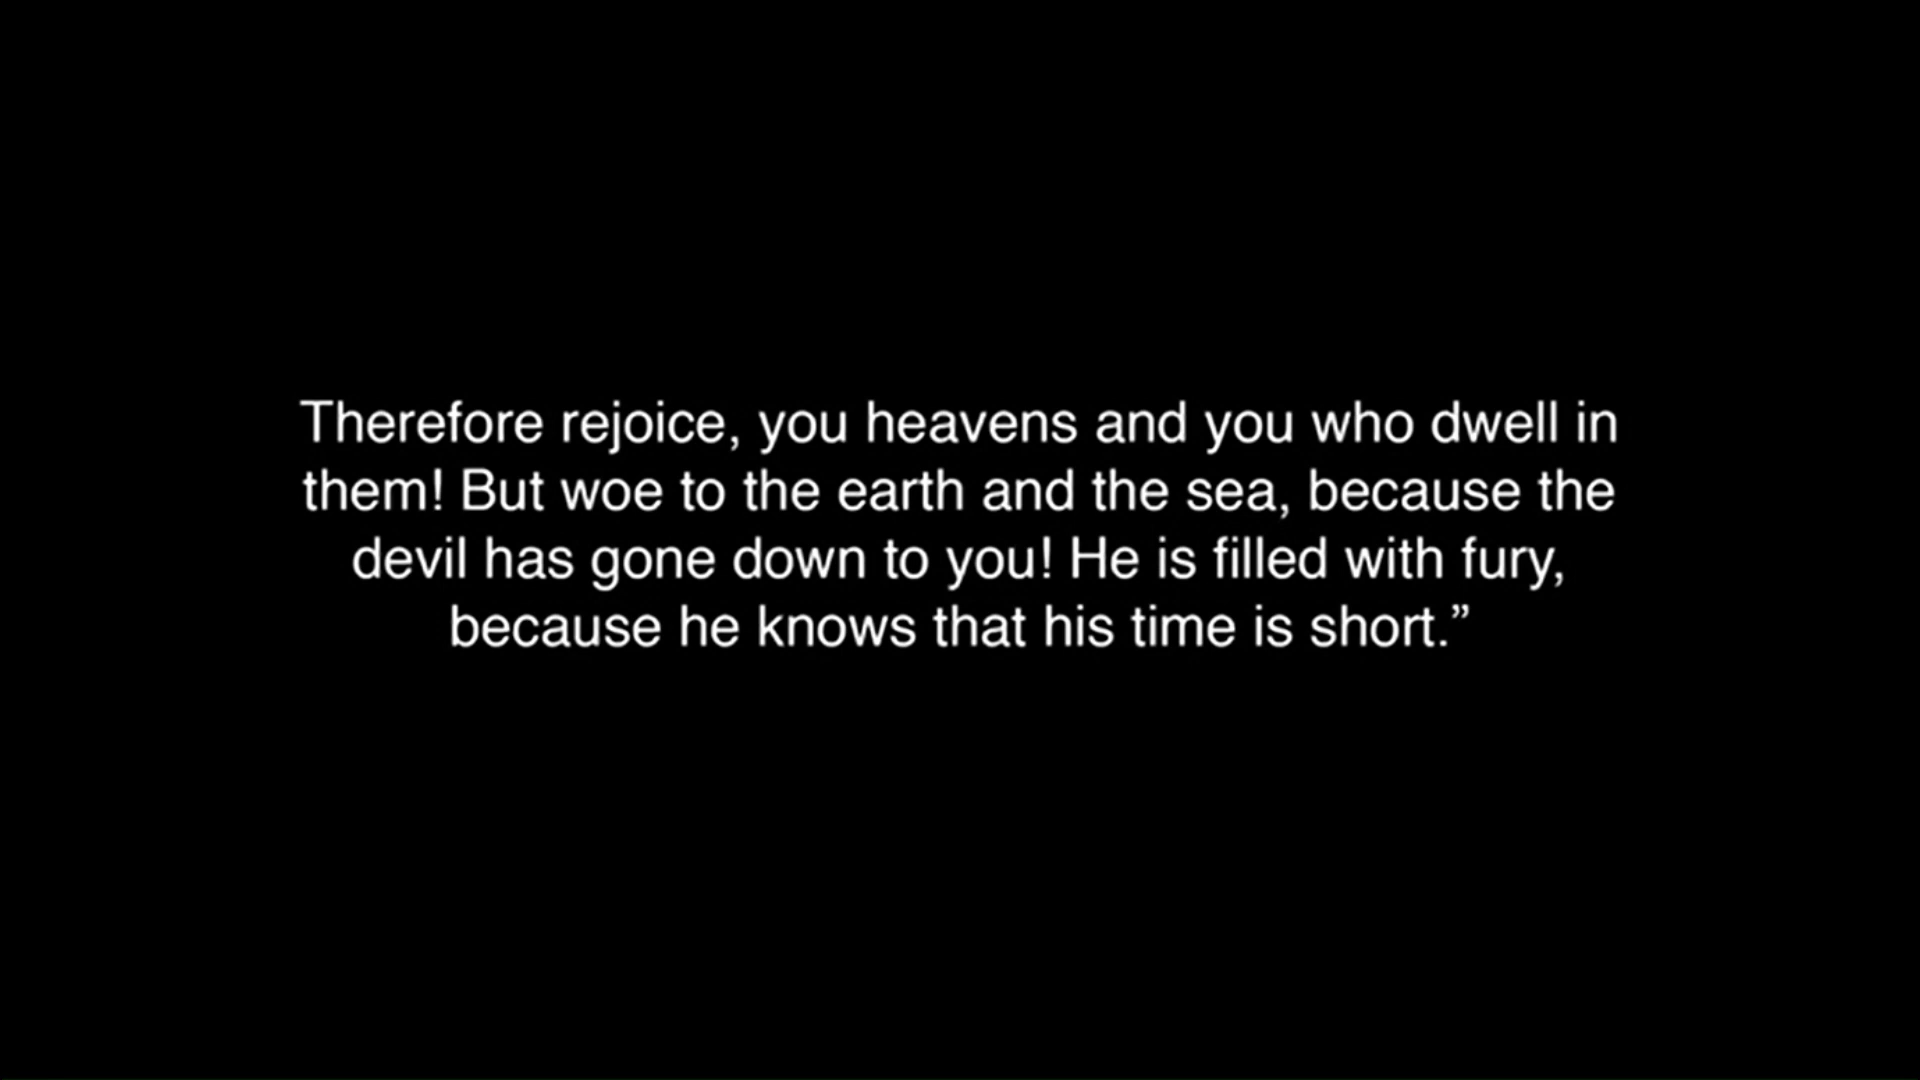 Therefore rejoice, you heavens and you who dwell in
them! But woe to the earth and the sea, because the
devil has gone down to you! He is filled with fury,
because he knows that his time is short.”